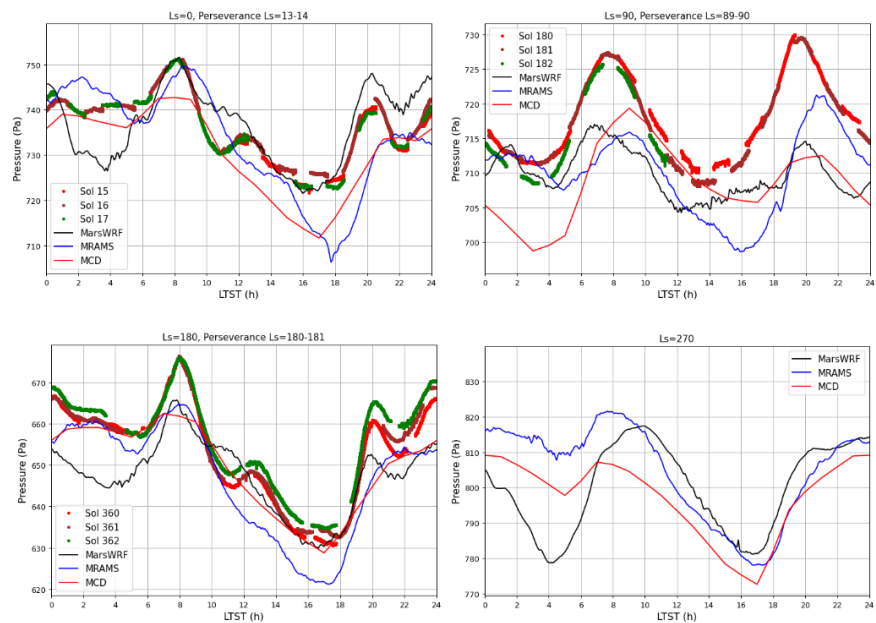 Ls=0, Perseverance Ls=13-14
Pressure (Pa)
750
740
730
720
710
Sol 15
Sol 16
Sol 17
MarsWRF
MRAMS
MCD
0 2 4 6 8 10 12 14 16 18 20 22 24
LTST (h)
Ls=90, Perseverance Ls=89-90
Pressure (Pa)
730
725
720
715
710
705
700
Sol 180
Sol 181
Sol 182
MarsWRF
MRAMS
MCD
0 2 4 6 8 10 12 14 16 18 20 22 24
LTST (h)
Ls=180, Perseverance Ls=180-181
Pressure (Pa)
670
660
650
640
630
620
Sol 360
Sol 361
Sol 362
MarsWRF
MRAMS
MCD
0 2 4 6 8 10 12 14 16 18 20 22 24
LTST (h)
Ls=270
Pressure (Pa)
830
820
810
800
790
780
770
MarsWRF
MRAMS
MCD
0 2 4 6 8 10 12 14 16 18 20 22 24
LTST (h)